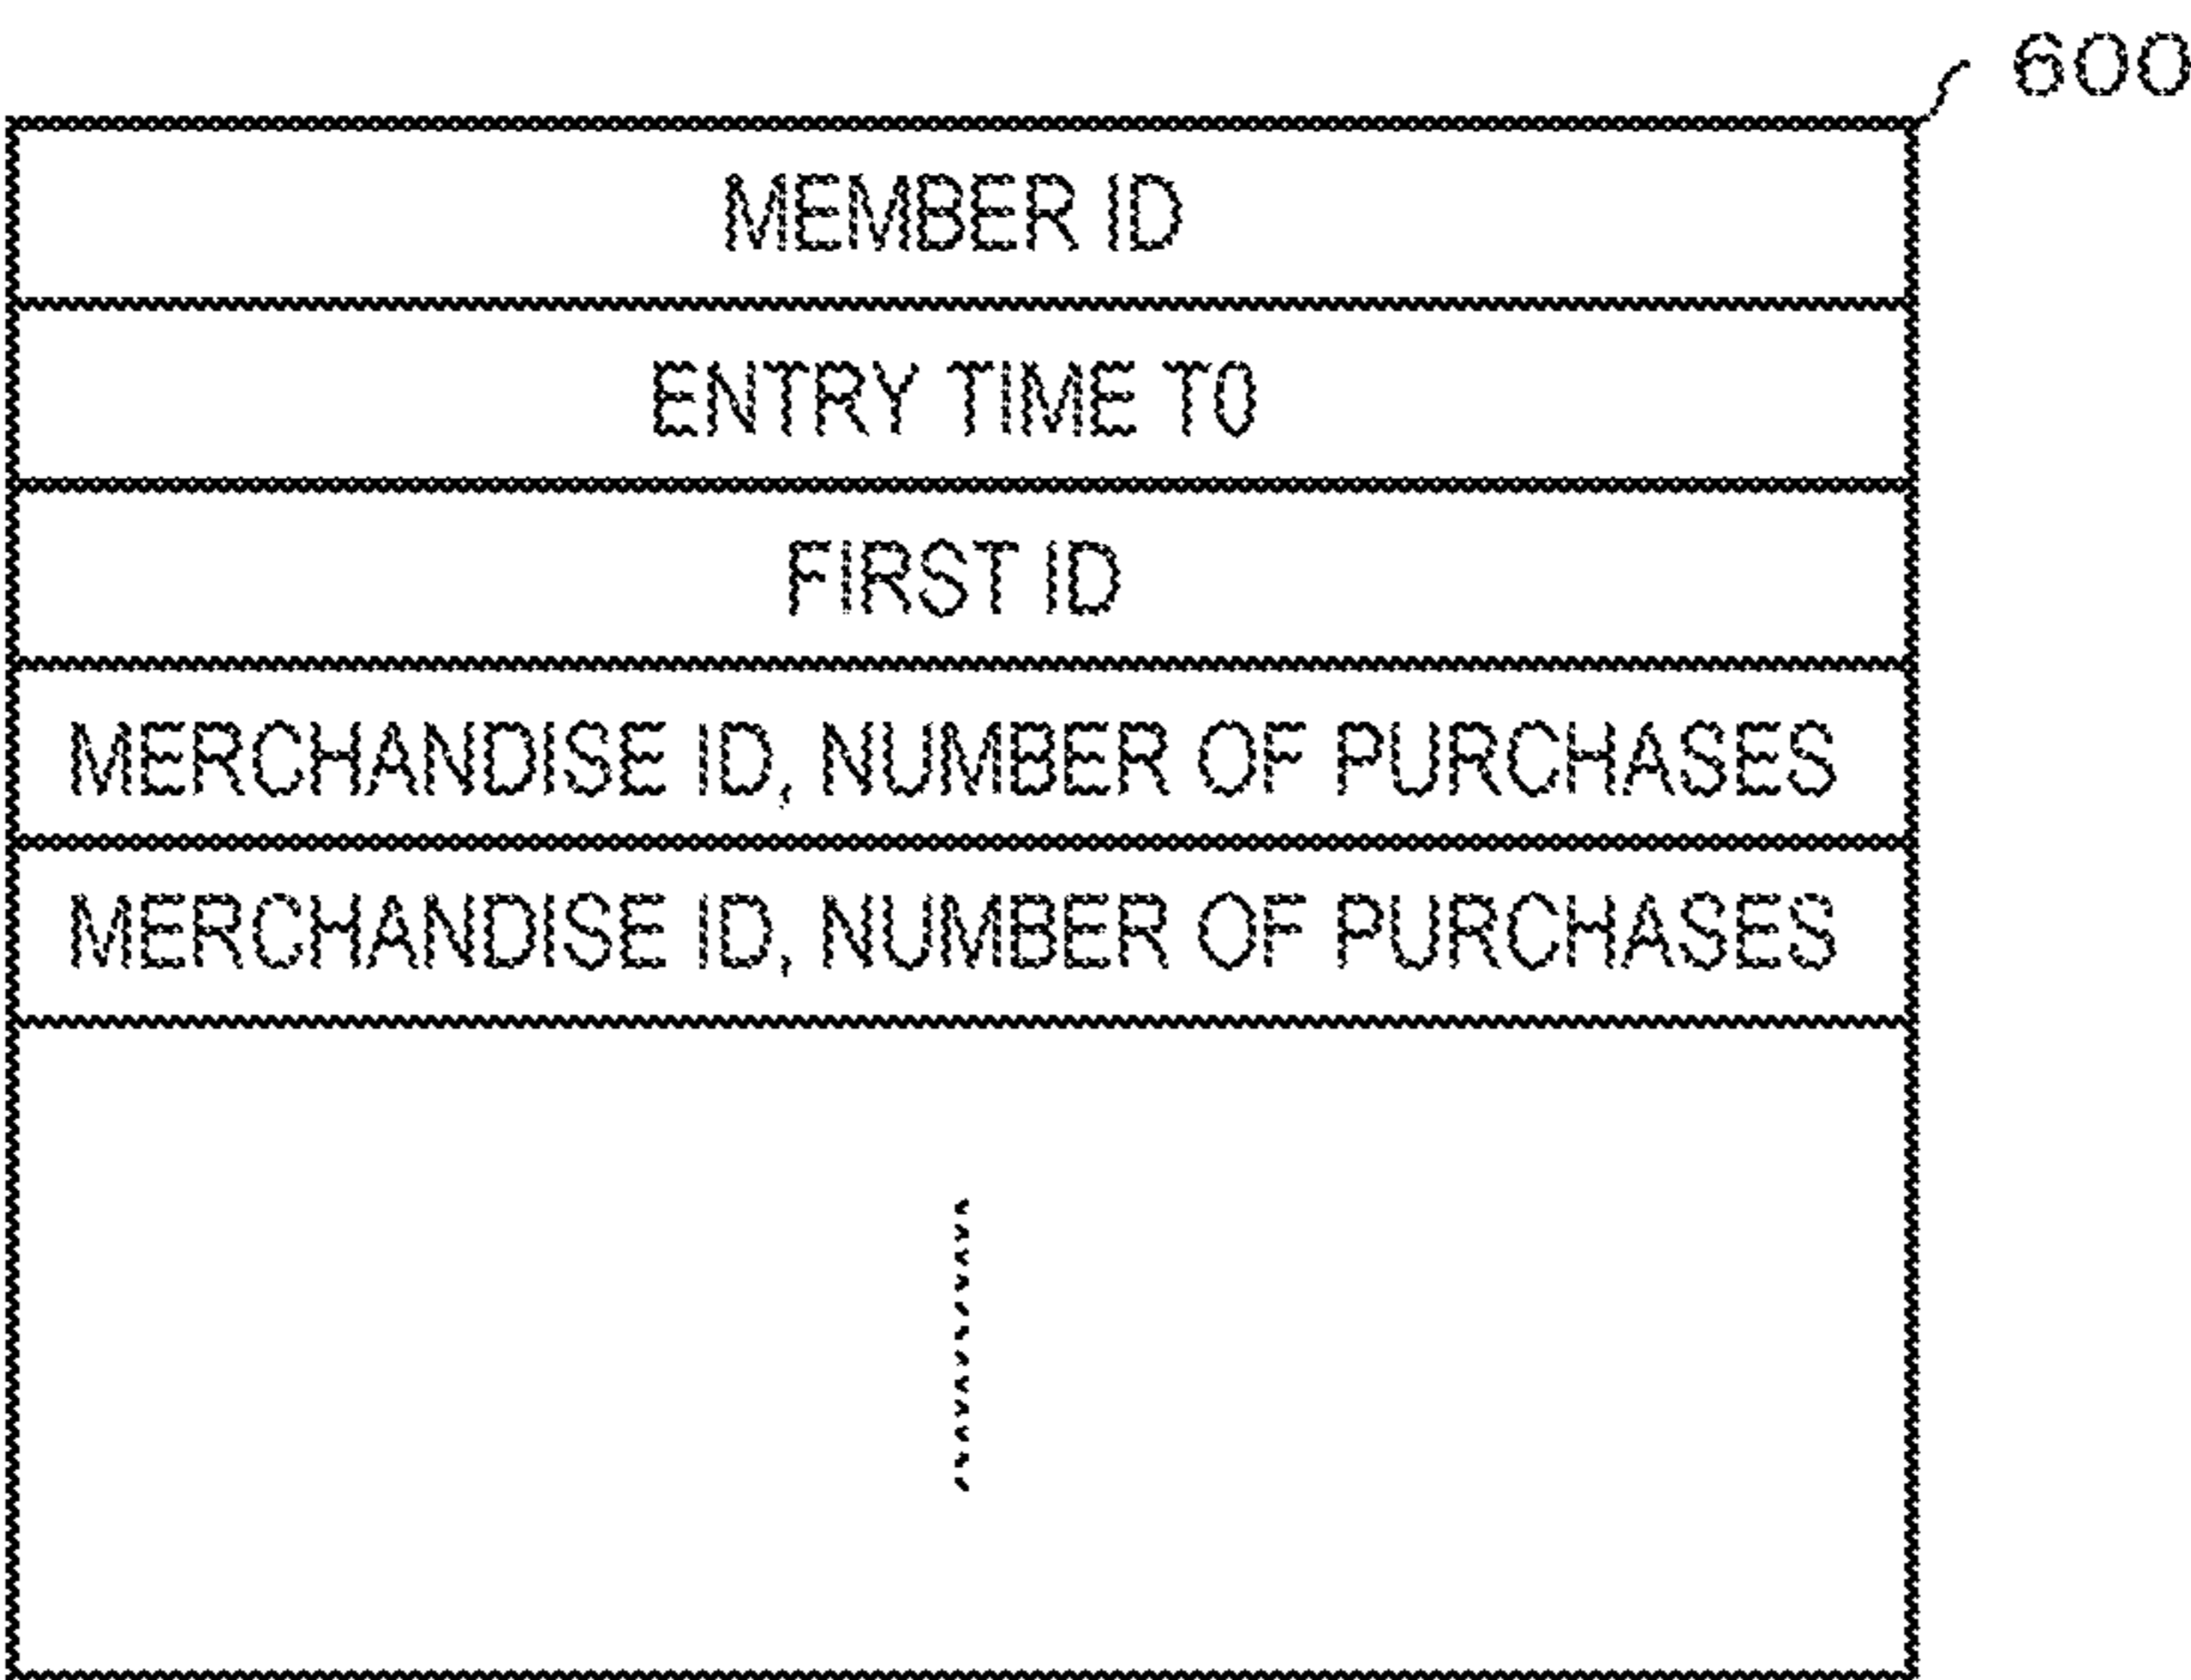 600
MEMBER ID
ENTRY TIME T0
FIRST ID
MERCHANDISE ID, NUMBER OF PURCHASES
MERCHANDISE ID, NUMBER OF PURCHASES